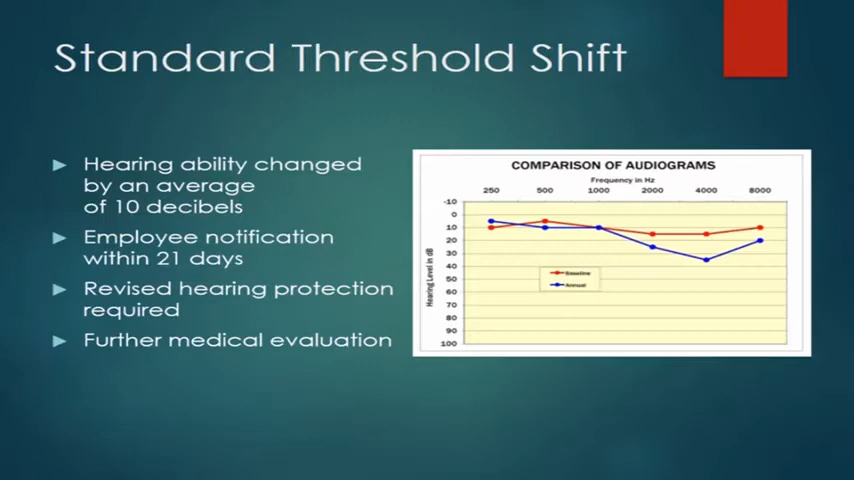 Standard Threshold Shift
Hearing ability changed
by an average
of 10 decibels
Employee notification
within 21 days
Revised hearing protection
required
Further medical evaluation
COMPARISON OF AUDIOGRAMS
Frequency in Hz
250 500 1000 2000 4000 8000
Hearing Level in dB
-10
0
10
20
30
40
50
60
70
80
90
100
Baseline
Annual